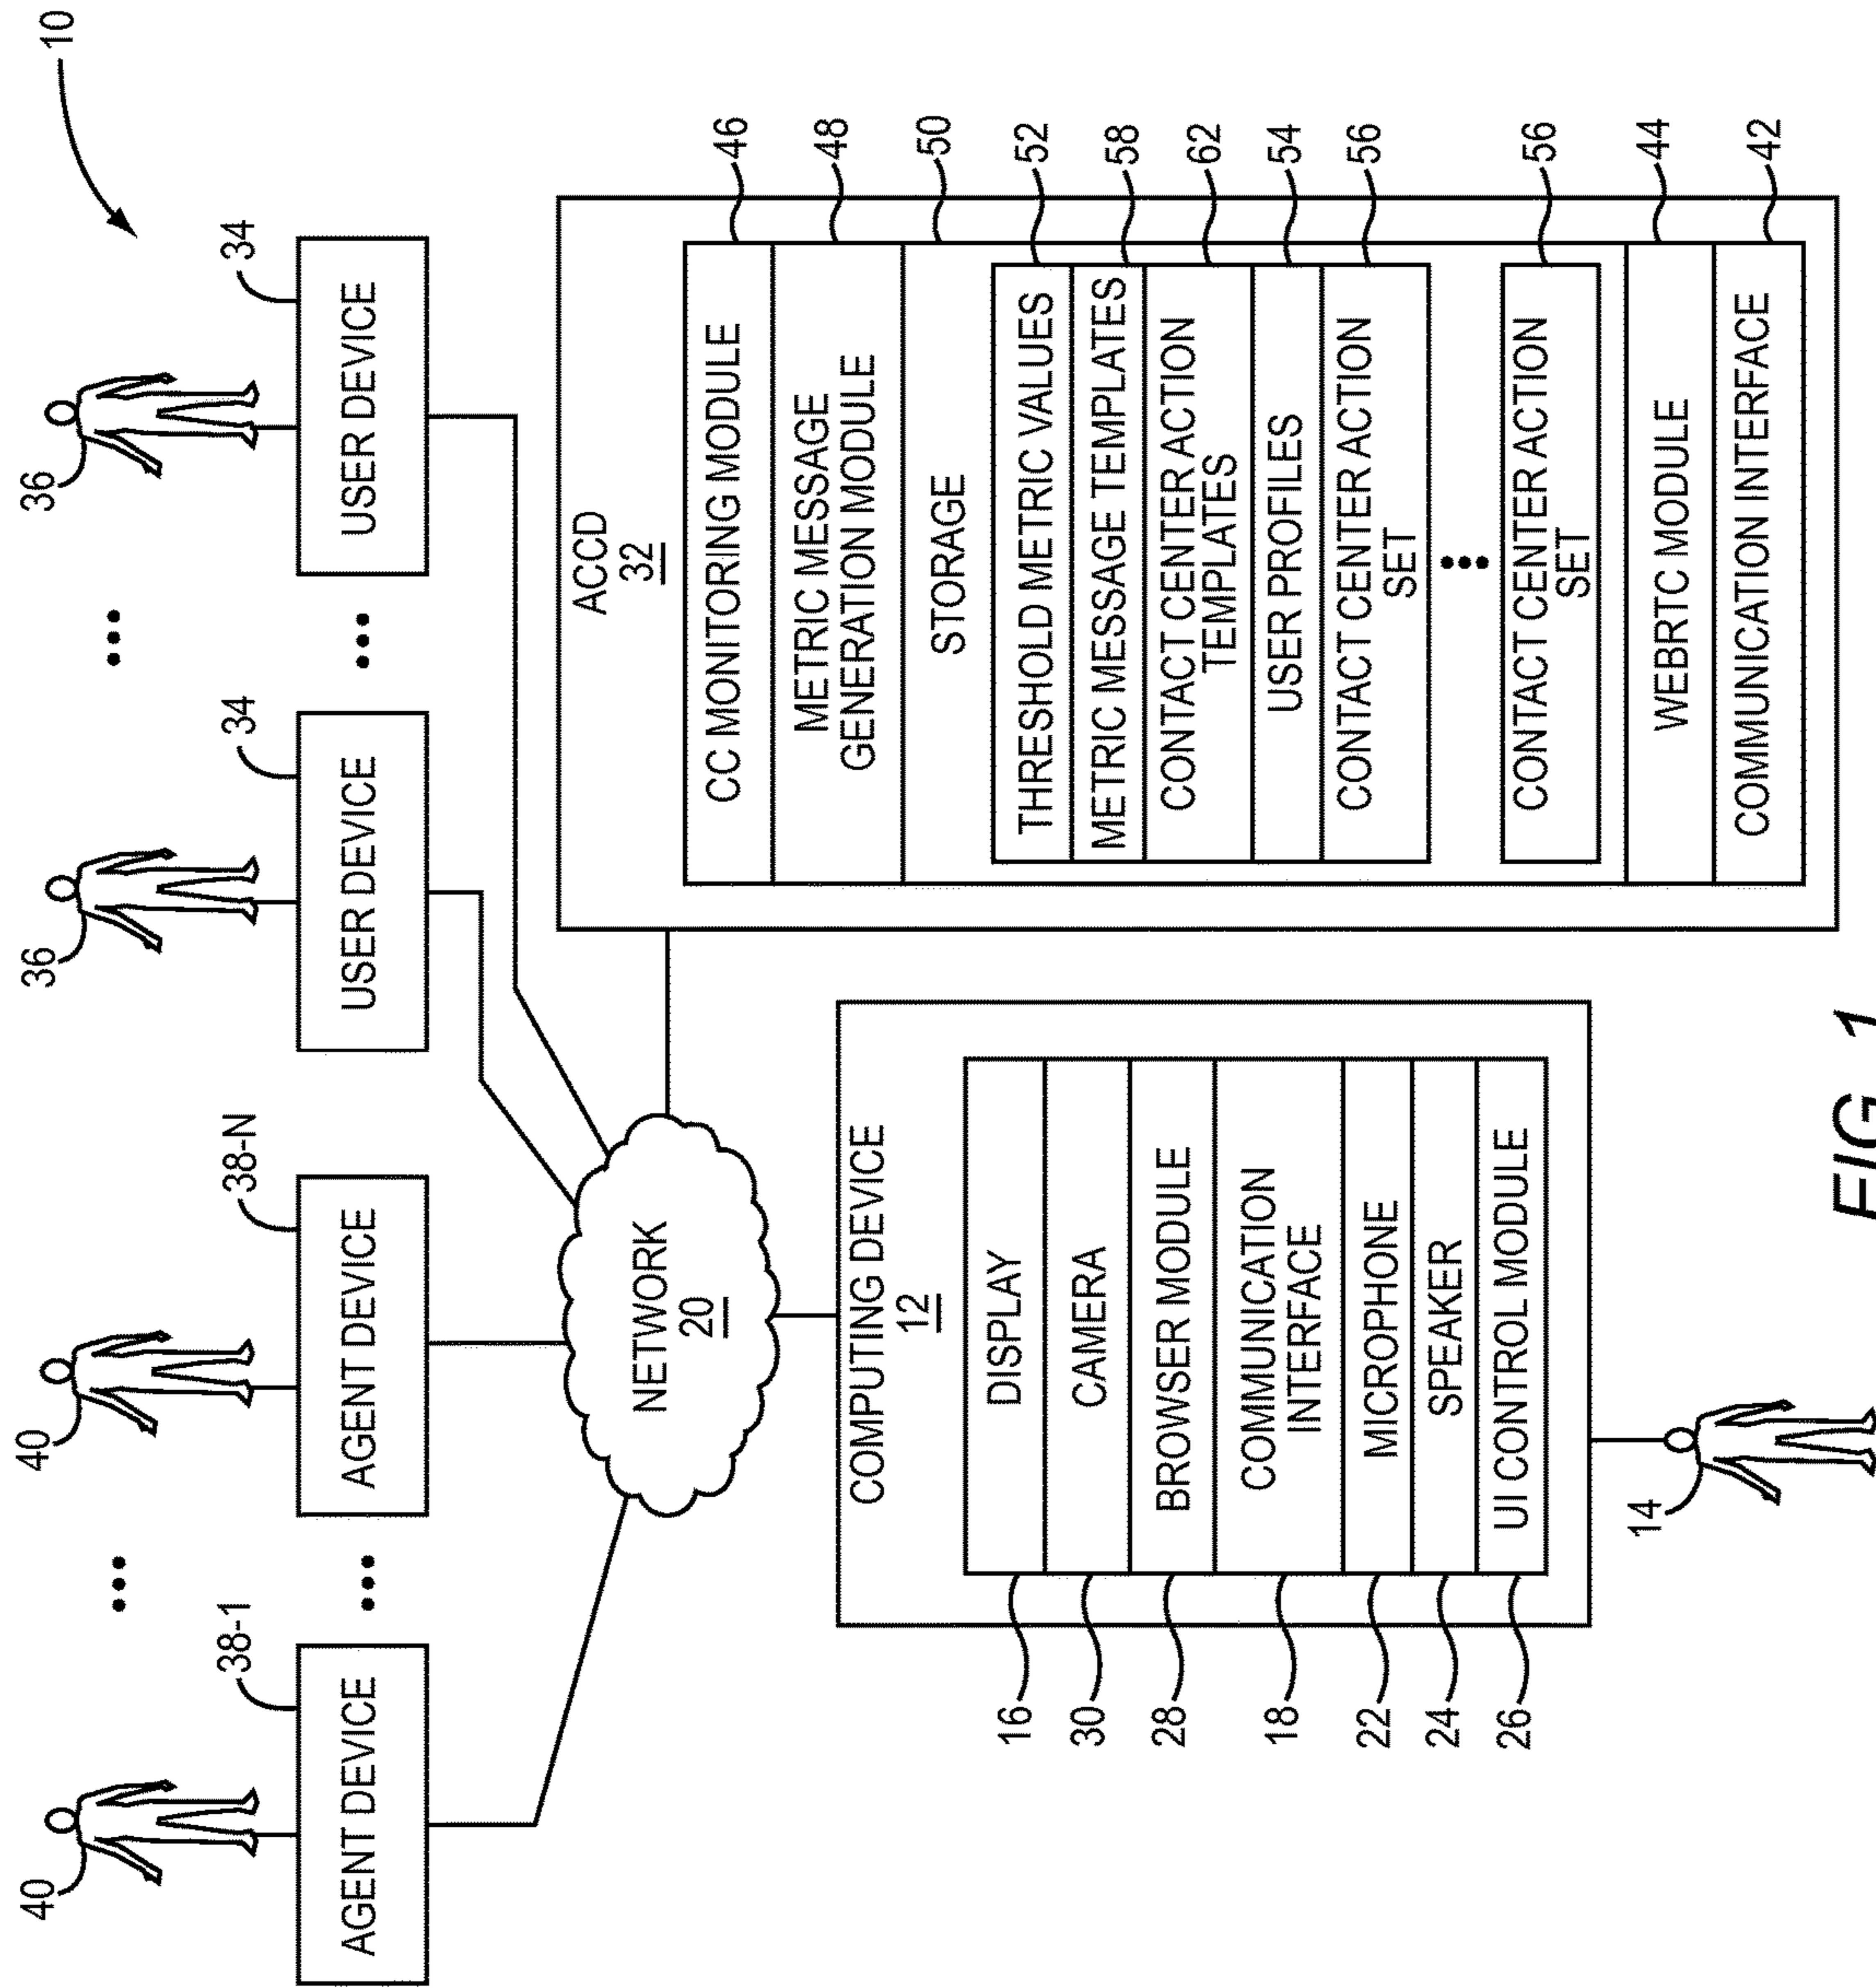 10
40
40
36
36
38-1
38-N
34
34
AGENT DEVICE
AGENT DEVICE
USER DEVICE
USER DEVICE
NETWORK
20
ACCD
32
CC MONITORING MODULE
46
METRIC MESSAGE
GENERATION MODULE
48
STORAGE
50
THRESHOLD METRIC VALUES
52
METRIC MESSAGE TEMPLATES
58
CONTACT CENTER ACTION
TEMPLATES
62
USER PROFILES
54
CONTACT CENTER ACTION
SET
56
CONTACT CENTER ACTION
SET
56
WEBRTC MODULE
44
COMMUNICATION INTERFACE
42
COMPUTING DEVICE
12
16
DISPLAY
30
CAMERA
28
BROWSER MODULE
18
COMMUNICATION
INTERFACE
22
MICROPHONE
24
SPEAKER
26
UI CONTROL MODULE
14
FIG. 1